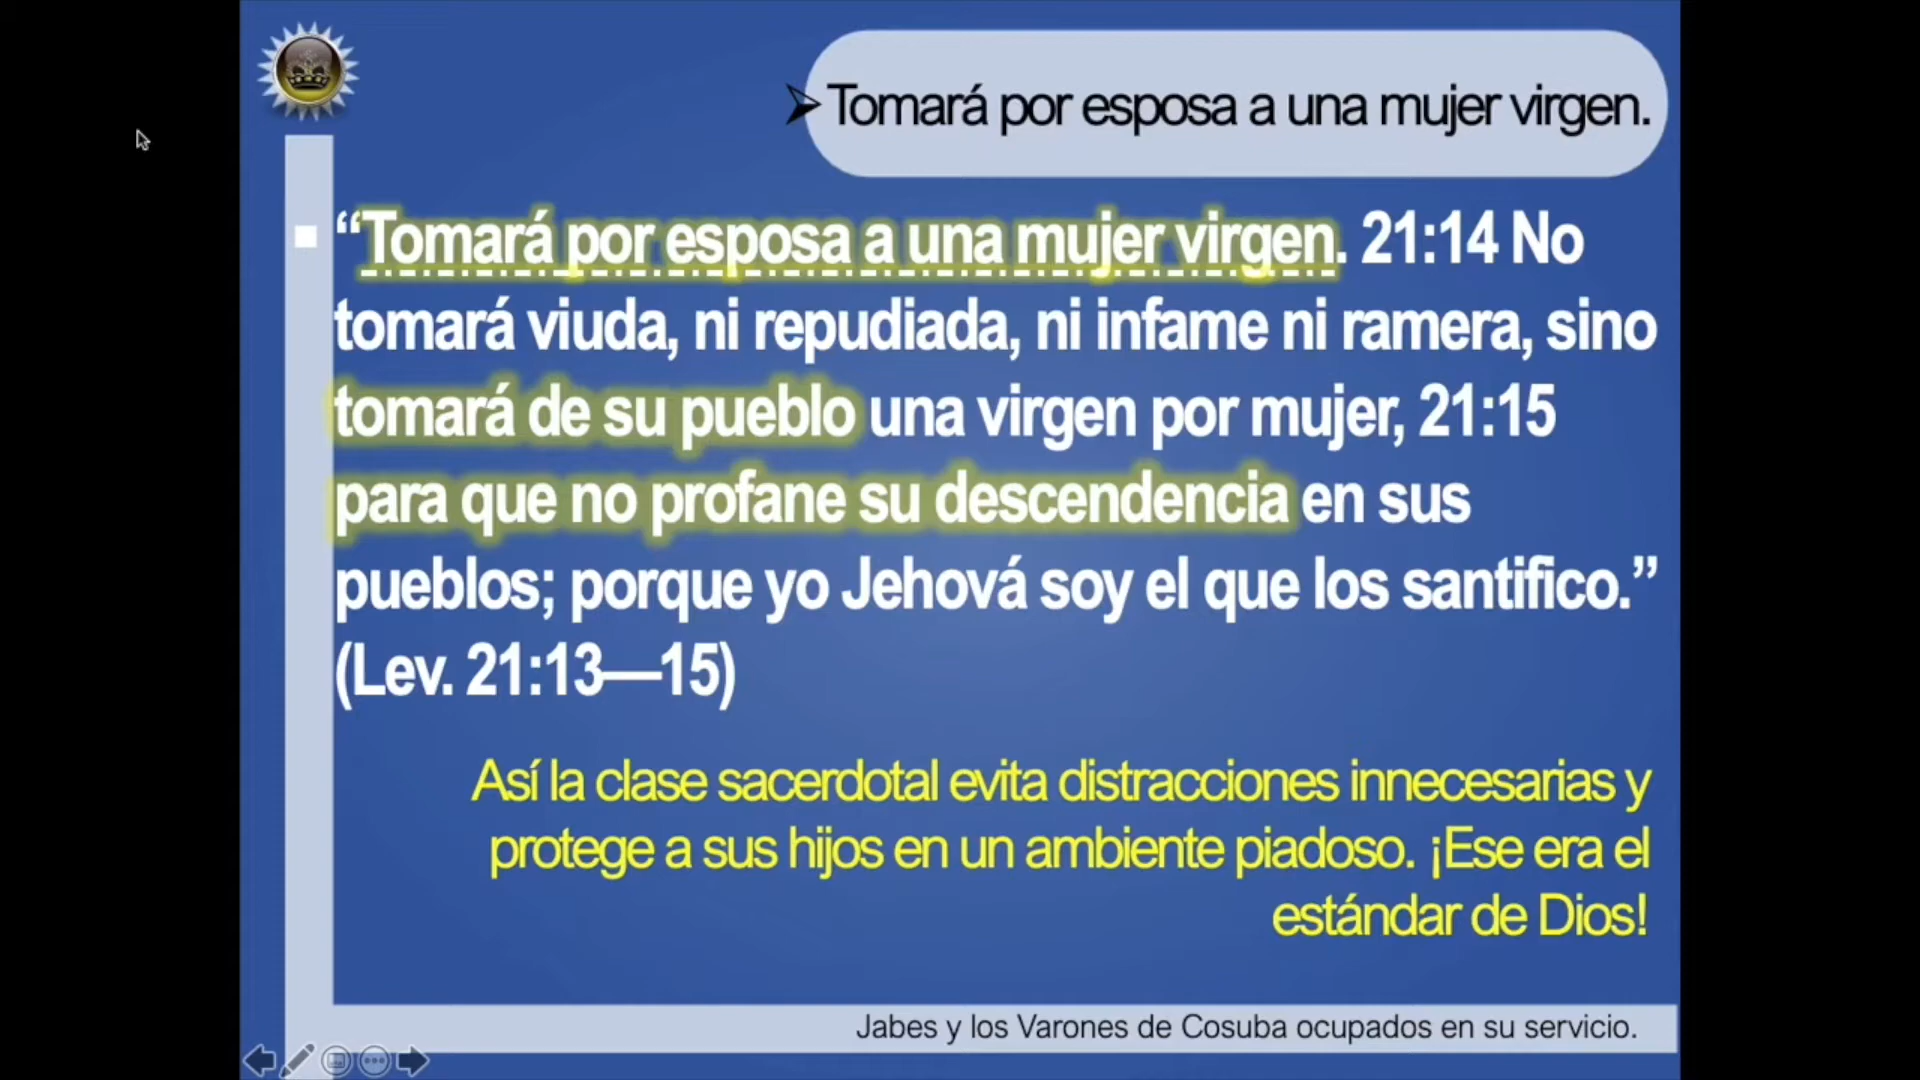 ➢Tomará por esposa a una mujer virgen.
▪ “Tomará por esposa a una mujer virgen. 21:14 No
tomará viuda, ni repudiada, ni infame ni ramera, sino
tomará de su pueblo una virgen por mujer, 21:15
para que no profane su descendencia en sus
pueblos; porque yo Jehová soy el que los santifico.”
(Lev. 21:13—15)
Así la clase sacerdotal evita distracciones innecesarias y
protege a sus hijos en un ambiente piadoso. ¡Ese era el
estándar de Dios!
Jabes y los Varones de Cosuba ocupados en su servicio.